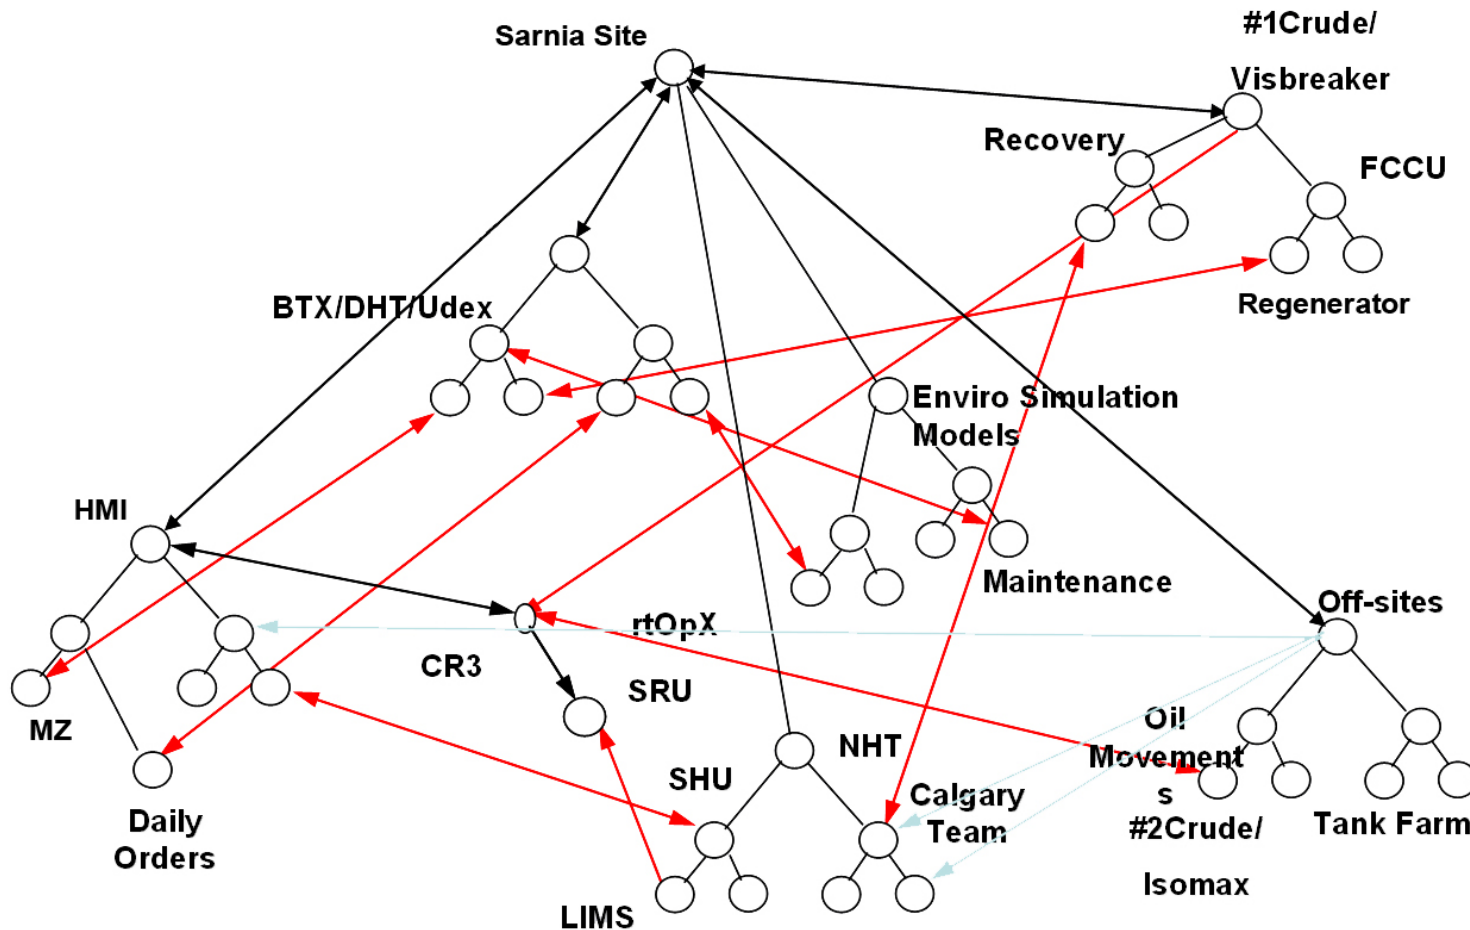 Sarnia Site
#1Crude/
Visbreaker
Recovery
FCCU
BTX/DHT/Udex
Regenerator
Enviro Simulation
Models
HMI
Maintenance
Off-sites
rtOpX
CR3
SRU
MZ
Oil
Movement
s
NHT
SHU
Calgary
Team
Daily
Orders
#2Crude/
Isomax
Tank Farm
LIMS